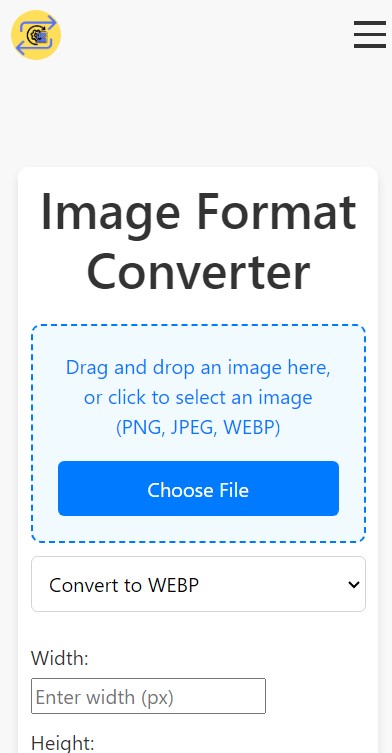 Image Format
Converter
Drag and drop an image here,
or click to select an image
(PNG, JPEG, WEBP)
Choose File
Convert to WEBP
Width:
Enter width (px)
Height: